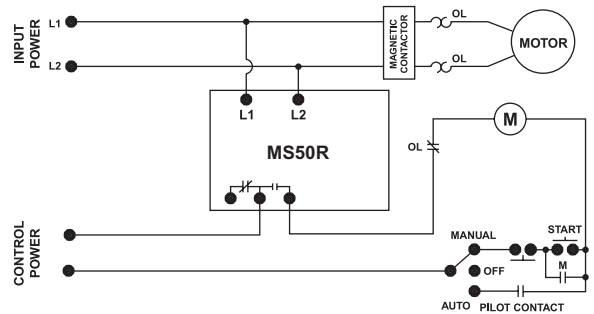 INPUT POWER
L1
L2
MAGNETIC CONTACTOR
OL
OL
MOTOR
L1
L2
MS50R
OL
M
CONTROL POWER
MANUAL
OFF
START
M
AUTO
PILOT CONTACT